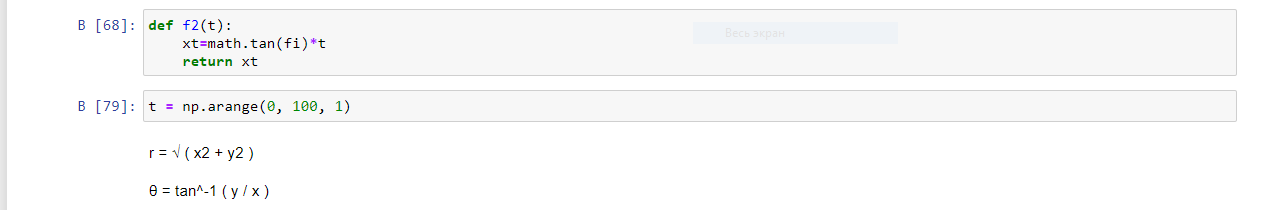 В [68]: def f2(t):
xt=math.tan(fi)*t
return xt
Весь экран
В [79]: t = np.arange(0, 100, 1)
r = √ ( x2 + y2 )
θ = tan^-1 ( y / x )